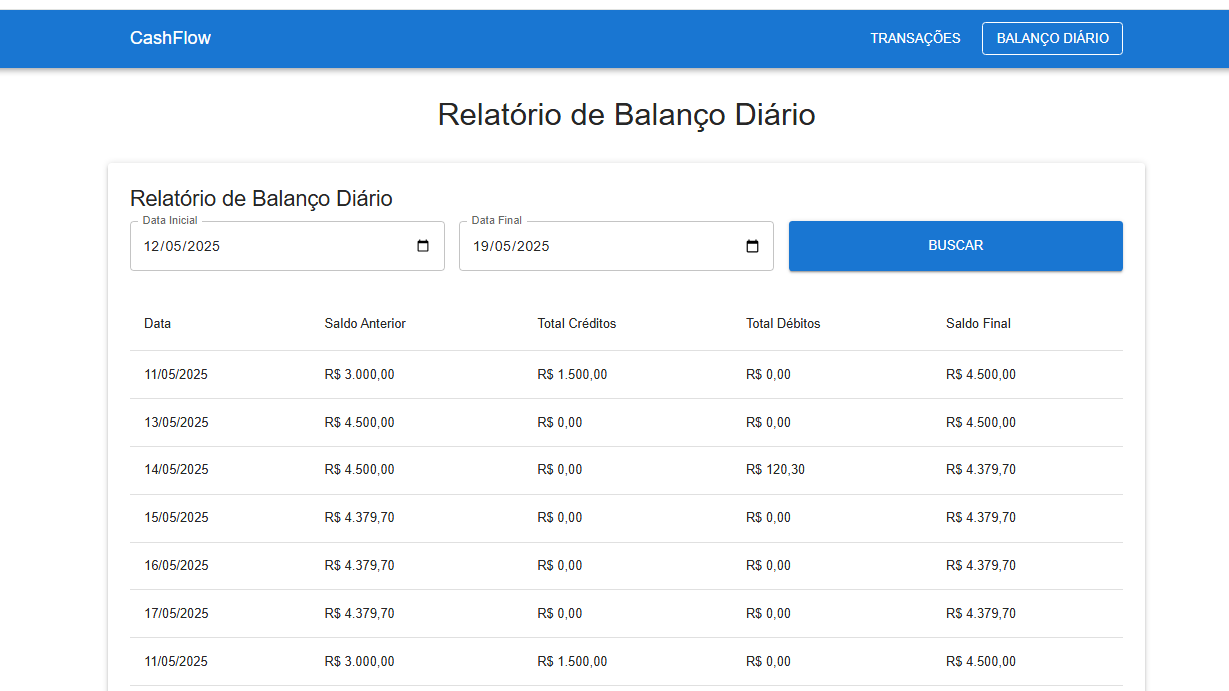 CashFlow TRANSAÇÕES BALANÇO DIÁRIO
Relatório de Balanço Diário
Relatório de Balanço Diário
Data Inicial Data Final
12/05/2025 19/05/2025 BUSCAR
Data Saldo Anterior Total Créditos Total Débitos Saldo Final
11/05/2025 R$ 3.000,00 R$ 1.500,00 R$ 0,00 R$ 4.500,00
13/05/2025 R$ 4.500,00 R$ 0,00 R$ 0,00 R$ 4.500,00
14/05/2025 R$ 4.500,00 R$ 0,00 R$ 120,30 R$ 4.379,70
15/05/2025 R$ 4.379,70 R$ 0,00 R$ 0,00 R$ 4.379,70
16/05/2025 R$ 4.379,70 R$ 0,00 R$ 0,00 R$ 4.379,70
17/05/2025 R$ 4.379,70 R$ 0,00 R$ 0,00 R$ 4.379,70
11/05/2025 R$ 3.000,00 R$ 1.500,00 R$ 0,00 R$ 4.500,00